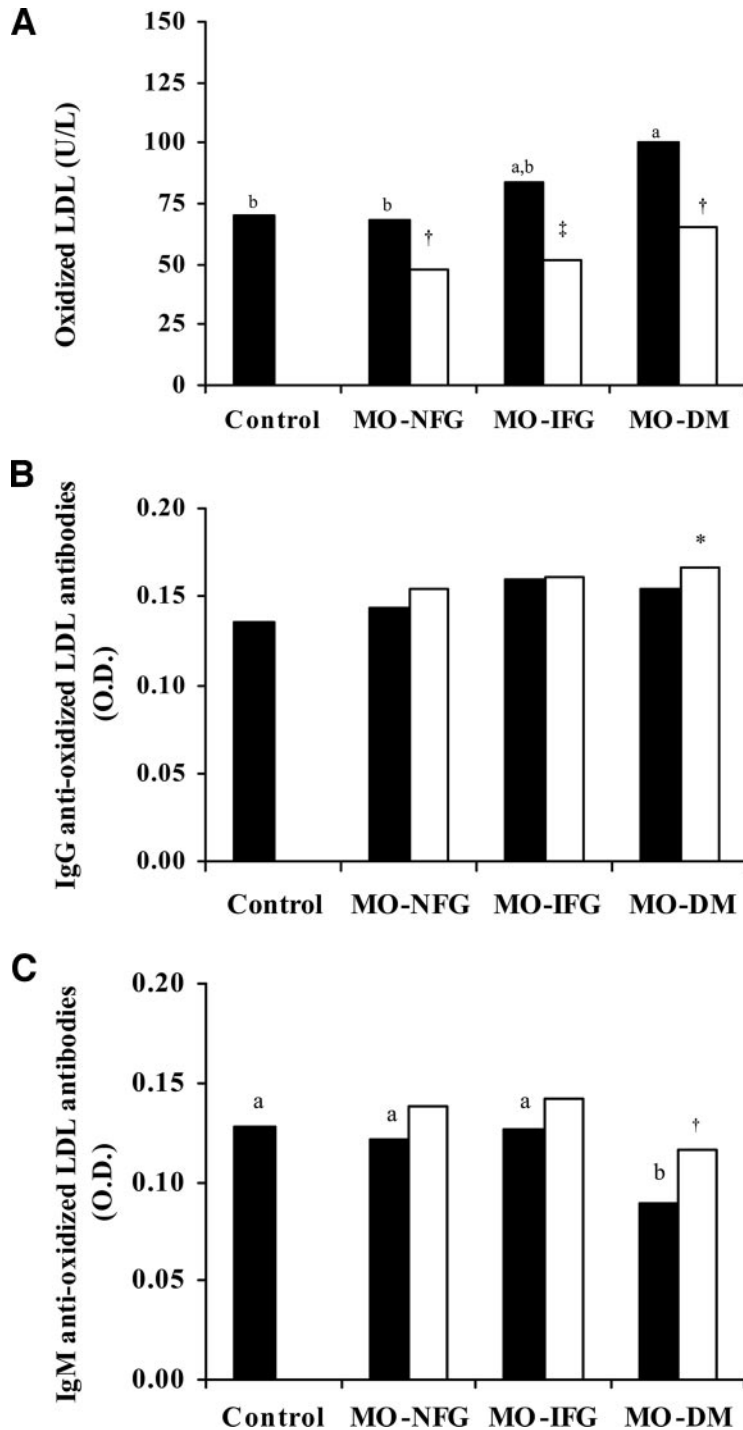 A
Oxidized LDL (U/L)
150
125
100
75
50
25
0
b
b
†
a,b
‡
a
†
Control
MO-NFG
MO-IFG
MO-DM
B
IgG anti-oxidized LDL antibodies
(O.D.)
0.20
0.15
0.10
0.05
0.00
*
Control
MO-NFG
MO-IFG
MO-DM
C
IgM anti-oxidized LDL antibodies
(O.D.)
0.20
0.15
0.10
0.05
0.00
a
a
a
b
†
Control
MO-NFG
MO-IFG
MO-DM